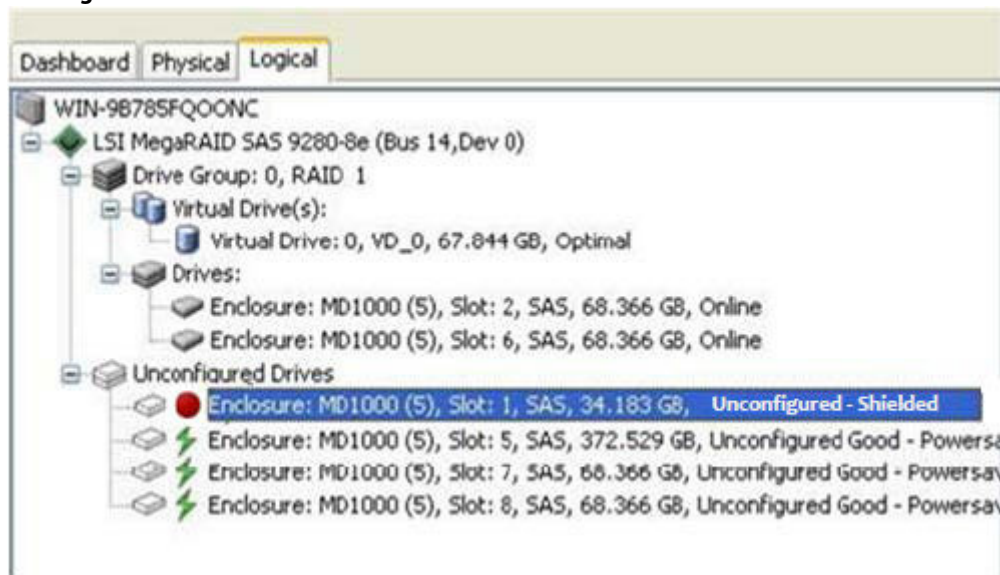 Dashboard Physical Logical
WIN-9B785FQOONC
LSI MegaRAID SAS 9280-8e (Bus 14,Dev 0)
Drive Group: 0, RAID 1
Virtual Drive(s):
Virtual Drive: 0, VD_0, 67.844 GB, Optimal
Drives:
Enclosure: MD1000 (5), Slot: 2, SAS, 68.366 GB, Online
Enclosure: MD1000 (5), Slot: 6, SAS, 68.366 GB, Online
Unconfigured Drives
Enclosure: MD1000 (5), Slot: 1, SAS, 34.183 GB, Unconfigured - Shielded
Enclosure: MD1000 (5), Slot: 5, SAS, 372.529 GB, Unconfigured Good - Powersa
Enclosure: MD1000 (5), Slot: 7, SAS, 68.366 GB, Unconfigured Good - Powersav
Enclosure: MD1000 (5), Slot: 8, SAS, 68.366 GB, Unconfigured Good - Powersav